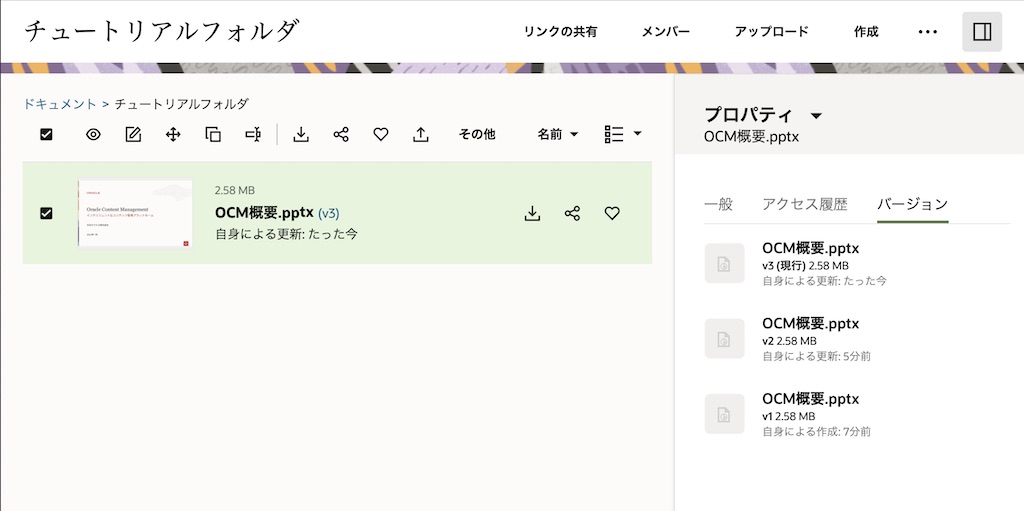 チュートリアルフォルダ
リンクの共有 メンバー アップロード 作成
ドキュメント > チュートリアルフォルダ
その他 名前
2.58 MB
Oracle Content Management
OCM概要.pptx (v3)
自身による更新: たった今
プロパティ
OCM概要.pptx
一般 アクセス履歴 バージョン
OCM概要.pptx
v3 (現行) 2.58 MB
自身による更新: たった今
OCM概要.pptx
v2 2.58 MB
自身による更新: 5分前
OCM概要.pptx
v1 2.58 MB
自身による作成: 7分前